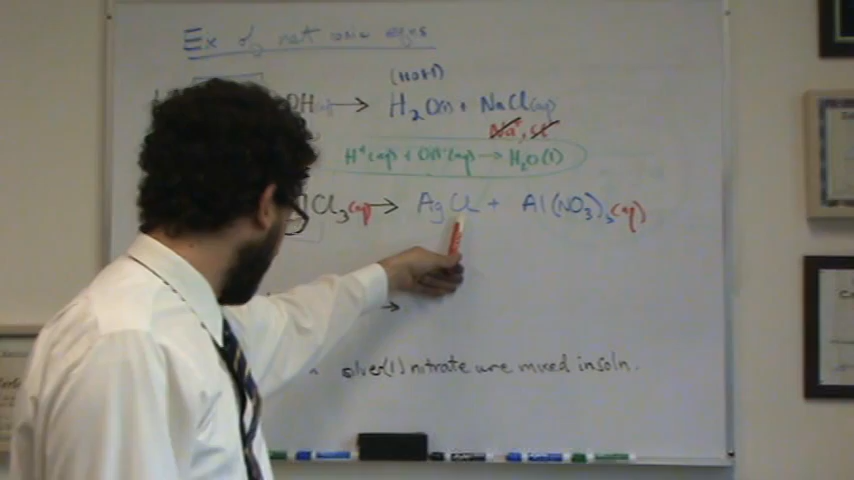 Ex of net ionic eqns
(HOH)
OH → H₂O(l) + NaCl(aq)
Na⁺, Cl⁻
H⁺(aq) + OH⁻(aq) → H₂O(l)
Cl₃(aq) → AgCl + Al(NO₃)₃(aq)
→
silver(I) nitrate are mixed in soln.